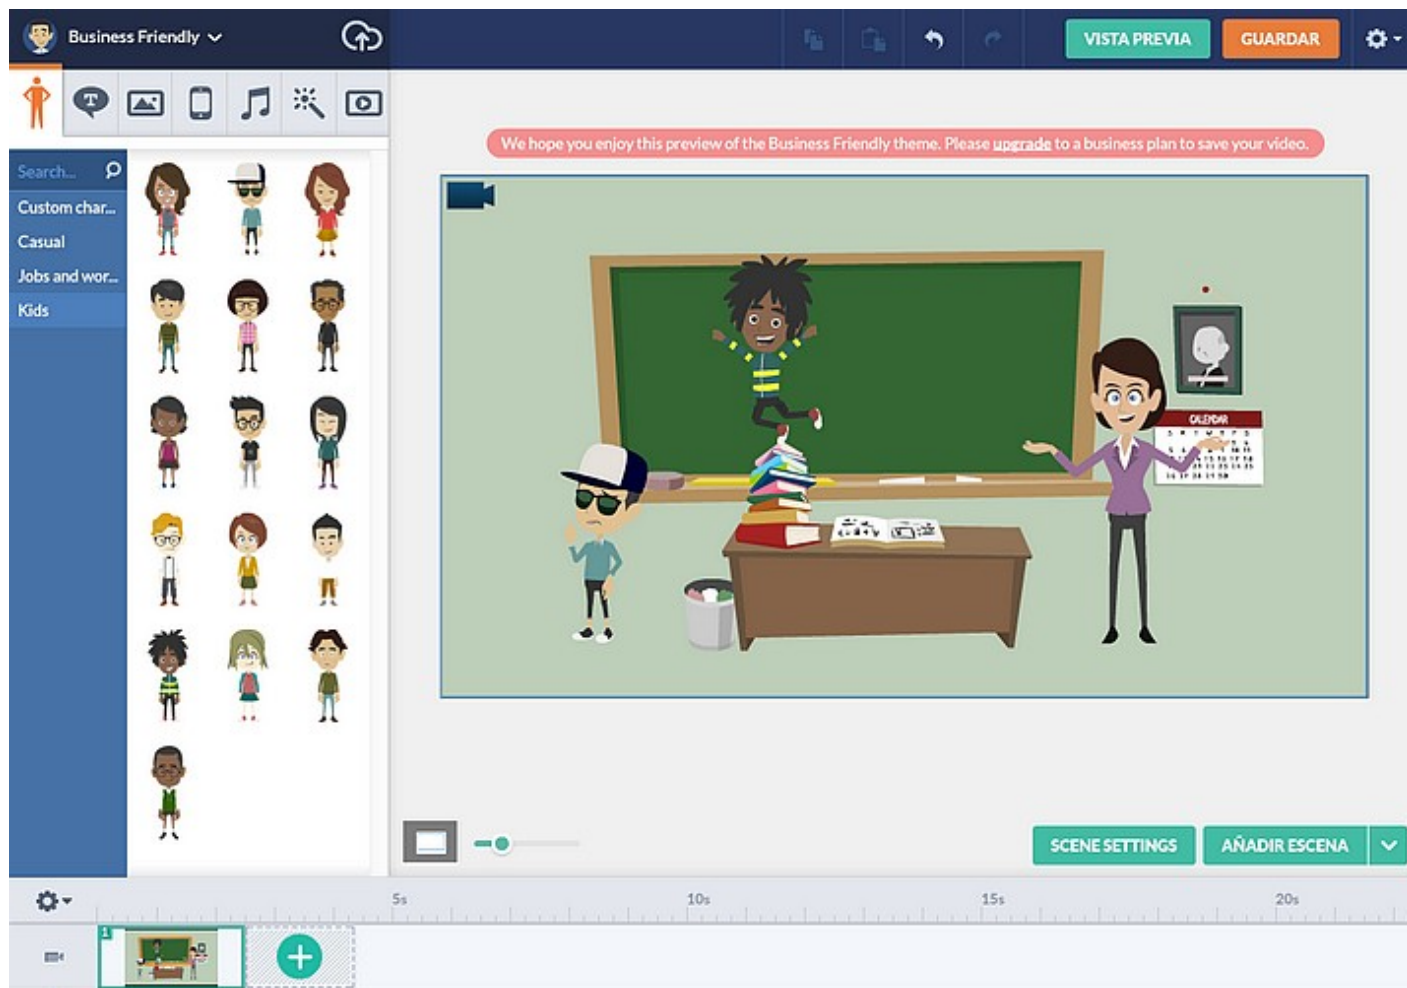 Business Friendly
VISTA PREVIA
GUARDAR
T
We hope you enjoy this preview of the Business Friendly theme. Please upgrade to a business plan to save your video.
Search...
Custom char...
Casual
Jobs and wor...
Kids
CALENDAR
SCENE SETTINGS
AÑADIR ESCENA
5s
10s
15s
20s
1